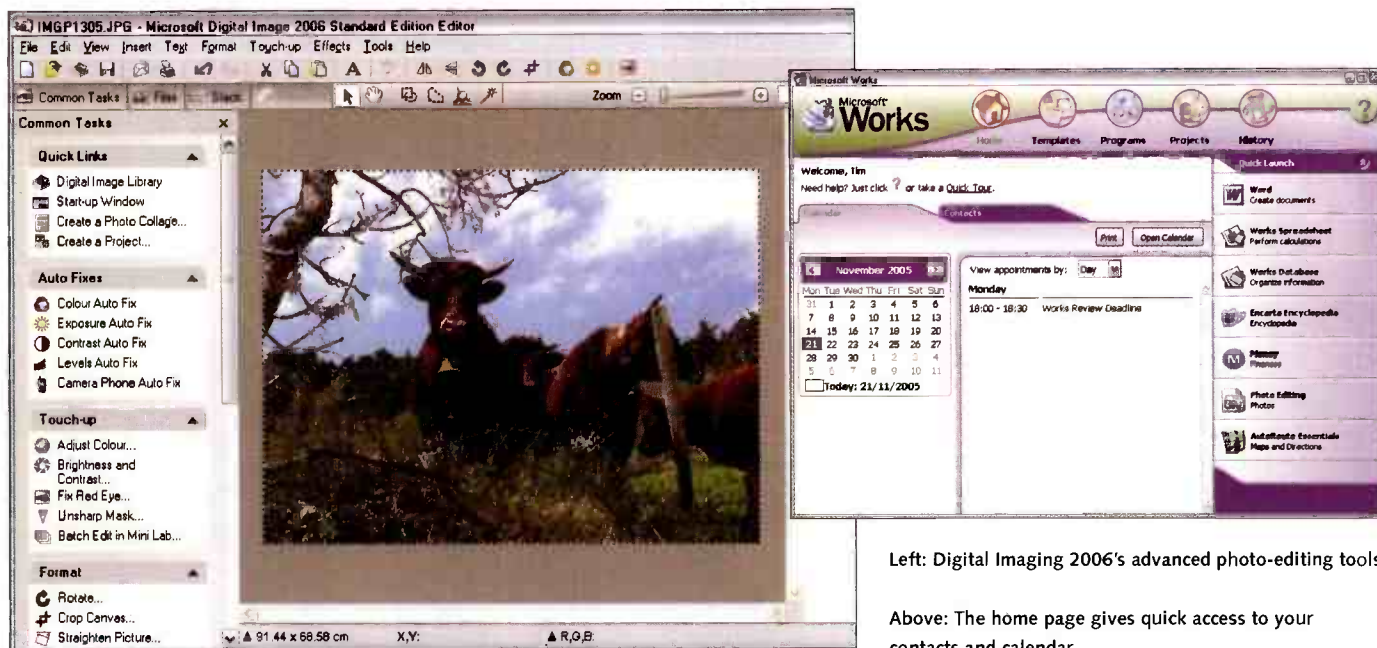 IMGP1305.JPG - Microsoft Digital Image 2006 Standard Edition Editor
File Edit View Insert Text Format Touch-up Effects Tools Help
Common Tasks
Zoom
Common Tasks
Quick Links
Digital Image Library
Start-up Window
Create a Photo Collage...
Create a Project...
Auto Fixes
Colour Auto Fix
Exposure Auto Fix
Contrast Auto Fix
Levels Auto Fix
Camera Phone Auto Fix
Touch-up
Adjust Colour...
Brightness and
Contrast...
Fix Red Eye...
Unsharp Mask...
Batch Edit in Mini Lab...
Format
Rotate...
Crop Canvas...
Straighten Picture...
91.44 x 68.58 cm X,Y: R,G,B:
Microsoft Works
Microsoft
Works
Home Templates Programs Projects History
Welcome, Tim
Need help? Just click ? or take a Quick Tour.
Calendar Contacts
Print Open Calendar
November 2005
Mon Tue Wed Thu Fri Sat Sun
31 1 2 3 4 5 6
7 8 9 10 11 12 13
14 15 16 17 18 19 20
21 22 23 24 25 26 27
28 29 30 1 2 3 4
5 6 7 8 9 10 11
Today: 21/11/2005
View appointments by: Day
Monday
18:00 - 18:30 Works Review Deadline
Quick Launch
Word
Create documents
Works Spreadsheet
Perform calculations
Works Database
Organize information
Encarta Encyclopedia
Encyclopedia
Money
Finances
Photo Editing
Photos
AutoRoute Essentials
Maps and Directions
Left: Digital Imaging 2006's advanced photo-editing tools
Above: The home page gives quick access to your
contacts and calendar